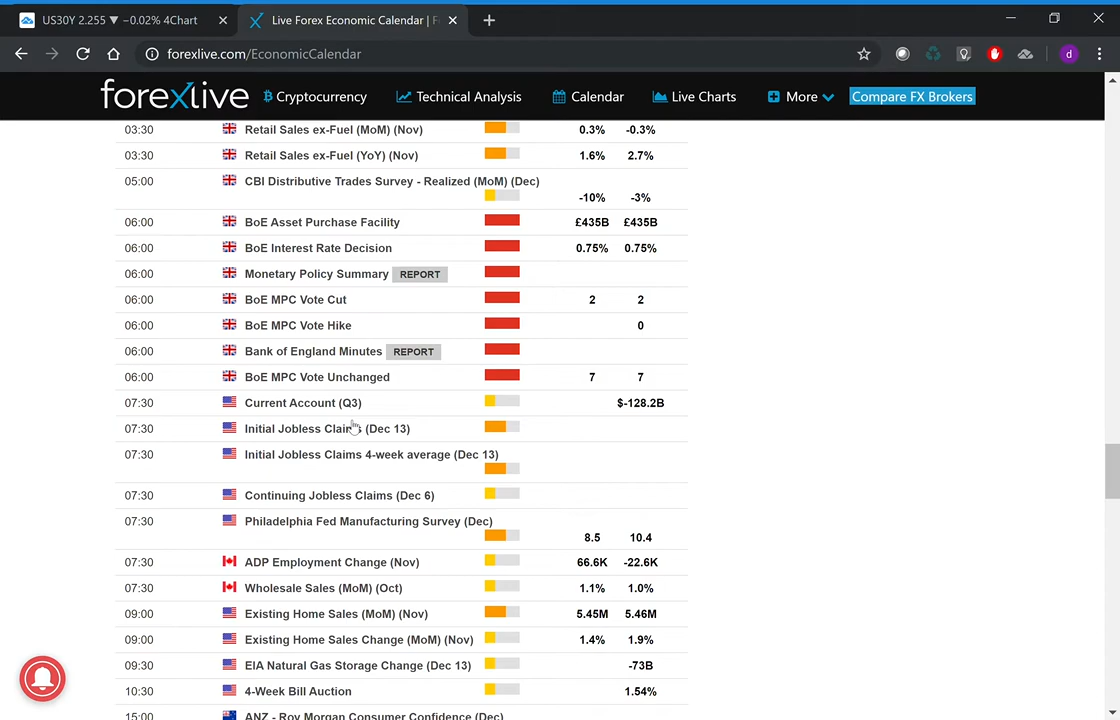 US30Y 2.255 ▼ −0.02% 4Chart
Live Forex Economic Calendar | F
forexlive.com/EconomicCalendar
d
forexlive Cryptocurrency Technical Analysis Calendar Live Charts More Compare FX Brokers
03:30 Retail Sales ex-Fuel (MoM) (Nov) 0.3% -0.3%
03:30 Retail Sales ex-Fuel (YoY) (Nov) 1.6% 2.7%
05:00 CBI Distributive Trades Survey - Realized (MoM) (Dec)
-10% -3%
06:00 BoE Asset Purchase Facility £435B £435B
06:00 BoE Interest Rate Decision 0.75% 0.75%
06:00 Monetary Policy Summary REPORT
06:00 BoE MPC Vote Cut 2 2
06:00 BoE MPC Vote Hike 0
06:00 Bank of England Minutes REPORT
06:00 BoE MPC Vote Unchanged 7 7
07:30 Current Account (Q3) $-128.2B
07:30 Initial Jobless Claims (Dec 13)
07:30 Initial Jobless Claims 4-week average (Dec 13)
07:30 Continuing Jobless Claims (Dec 6)
07:30 Philadelphia Fed Manufacturing Survey (Dec)
8.5 10.4
07:30 ADP Employment Change (Nov) 66.6K -22.6K
07:30 Wholesale Sales (MoM) (Oct) 1.1% 1.0%
09:00 Existing Home Sales (MoM) (Nov) 5.45M 5.46M
09:00 Existing Home Sales Change (MoM) (Nov) 1.4% 1.9%
09:30 EIA Natural Gas Storage Change (Dec 13) -73B
10:30 4-Week Bill Auction 1.54%
15:00 ANZ - Roy Morgan Consumer Confidence (Dec)